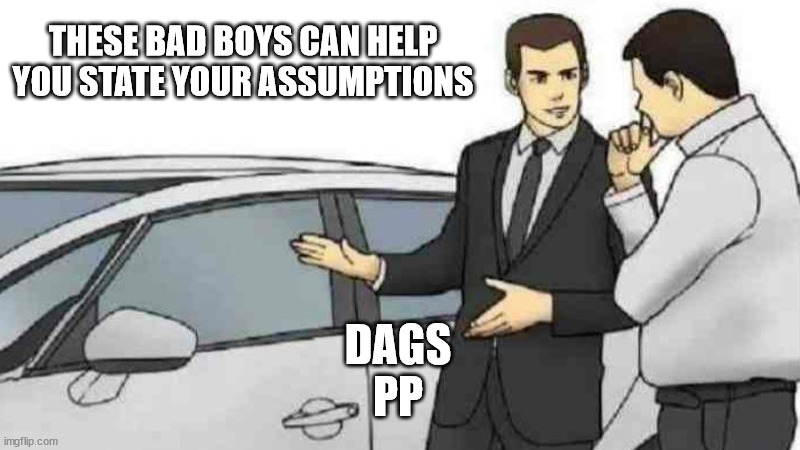 THESE BAD BOYS CAN HELP
YOU STATE YOUR ASSUMPTIONS
DAGS
PP
imgflip.com